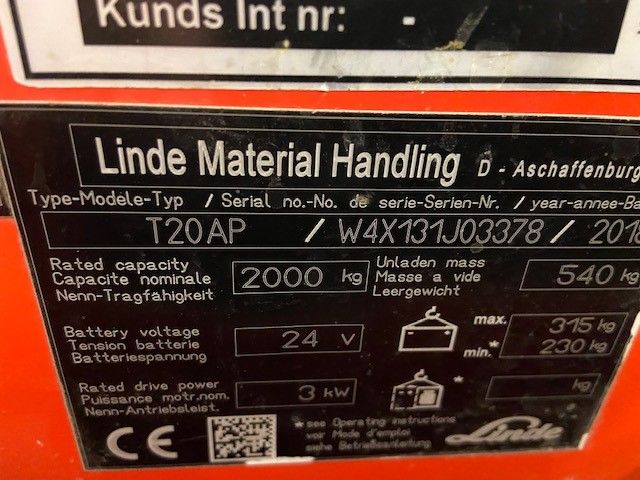 Kunds Int nr: -
Linde Material Handling D - Aschaffenburg
Type-Modele-Typ / Serial no.-No. de serie-Serien-Nr. / year-annee-Ba
T20AP / W4X131J03378 / 2018
Rated capacity
Capacite nominale
Nenn-Tragfähigkeit
2000 kg
Unladen mass
Masse a vide
Leergewicht
540 kg
Battery voltage
Tension batterie
Batteriespannung
24 V
max. 315 kg
min.* 230 kg
Rated drive power
Puissance motr.nom.
Nenn-Antriebsleist.
3 kW
* kg
CE
*see Operating instructions
voir Mode d'emploi
siehe Betriebsanleitung
Linde